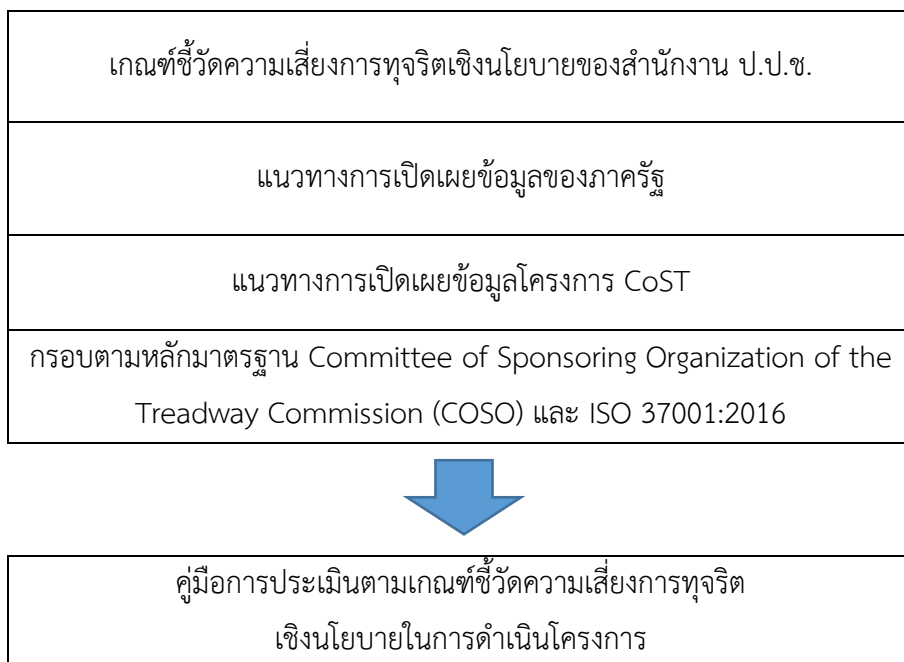 เกณฑ์ชี้วัดความเสี่ยงการทุจริตเชิงนโยบายของสำนักงาน ป.ป.ช.
แนวทางการเปิดเผยข้อมูลของภาครัฐ
แนวทางการเปิดเผยข้อมูลโครงการ CoST
กรอบตามหลักมาตรฐาน Committee of Sponsoring Organization of the
Treadway Commission (COSO) และ ISO 37001:2016
คู่มือการประเมินตามเกณฑ์ชี้วัดความเสี่ยงการทุจริต
เชิงนโยบายในการดำเนินโครงการ